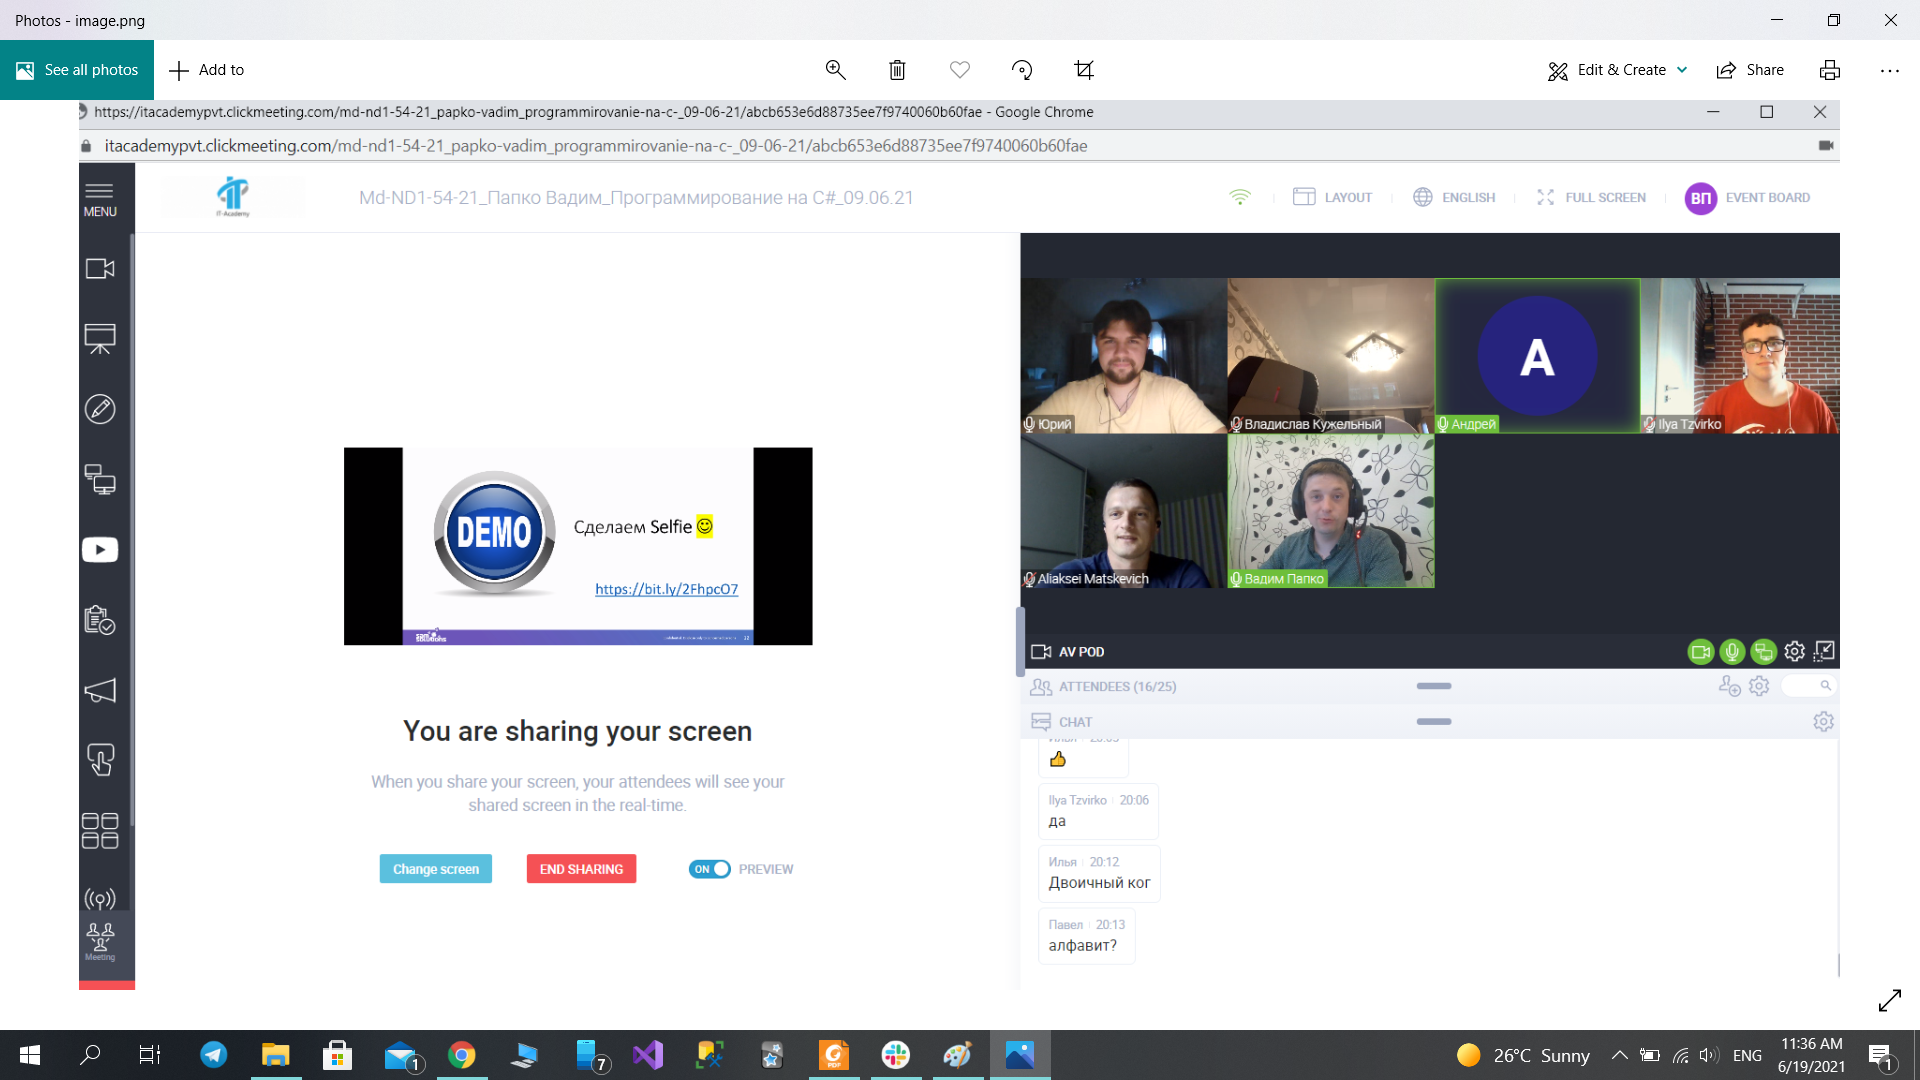 Photos - image.png
See all photos
Add to
Edit & Create
Share
https://itacademypvt.clickmeeting.com/md-nd1-54-21_papko-vadim_programmirovanie-na-c-_09-06-21/abcb653e6d88735ee7f9740060b60fae - Google Chrome
itacademypvt.clickmeeting.com/md-nd1-54-21_papko-vadim_programmirovanie-na-c-_09-06-21/abcb653e6d88735ee7f9740060b60fae
MENU
IT-Academy
Md-ND1-54-21_Папко Вадим_Программирование на C#_09.06.21
LAYOUT
ENGLISH
FULL SCREEN
ВП
EVENT BOARD
Юрий
Владислав Кужельный
A
Андрей
Ilya Tzvirko
Aliaksei Matskevich
Вадим Папко
DEMO
Сделаем Selfie
https://bit.ly/2FhpcO7
You are sharing your screen
When you share your screen, your attendees will see your
shared screen in the real-time.
Change screen
END SHARING
ON
PREVIEW
Meeting
AV POD
ATTENDEES (16/25)
CHAT
Ilya Tzvirko 20:06
да
Илья 20:12
Двоичный ког
Павел 20:13
алфавит?
1
7
PDF
26°C Sunny
ENG
11:36 AM
6/19/2021
1